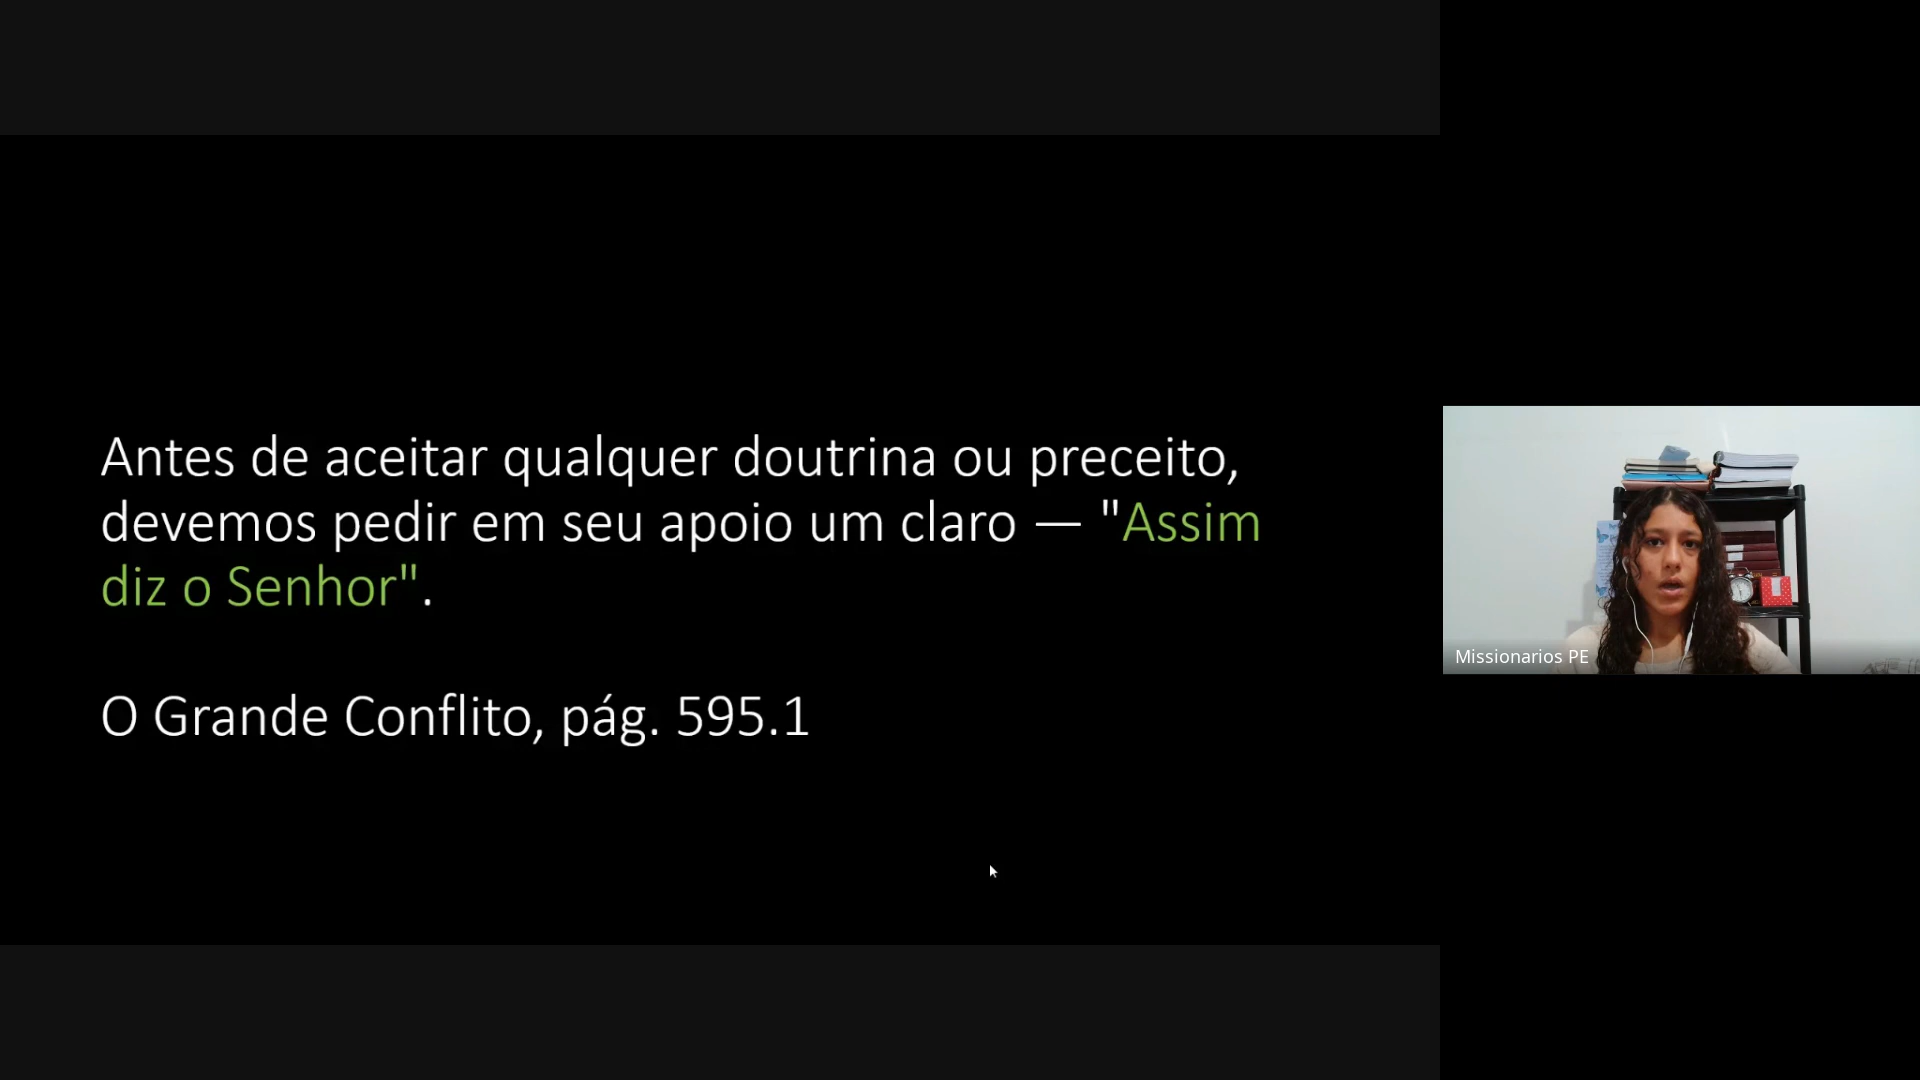 Antes de aceitar qualquer doutrina ou preceito,
devemos pedir em seu apoio um claro — "Assim
diz o Senhor".
O Grande Conflito, pág. 595.1
Missionarios PE